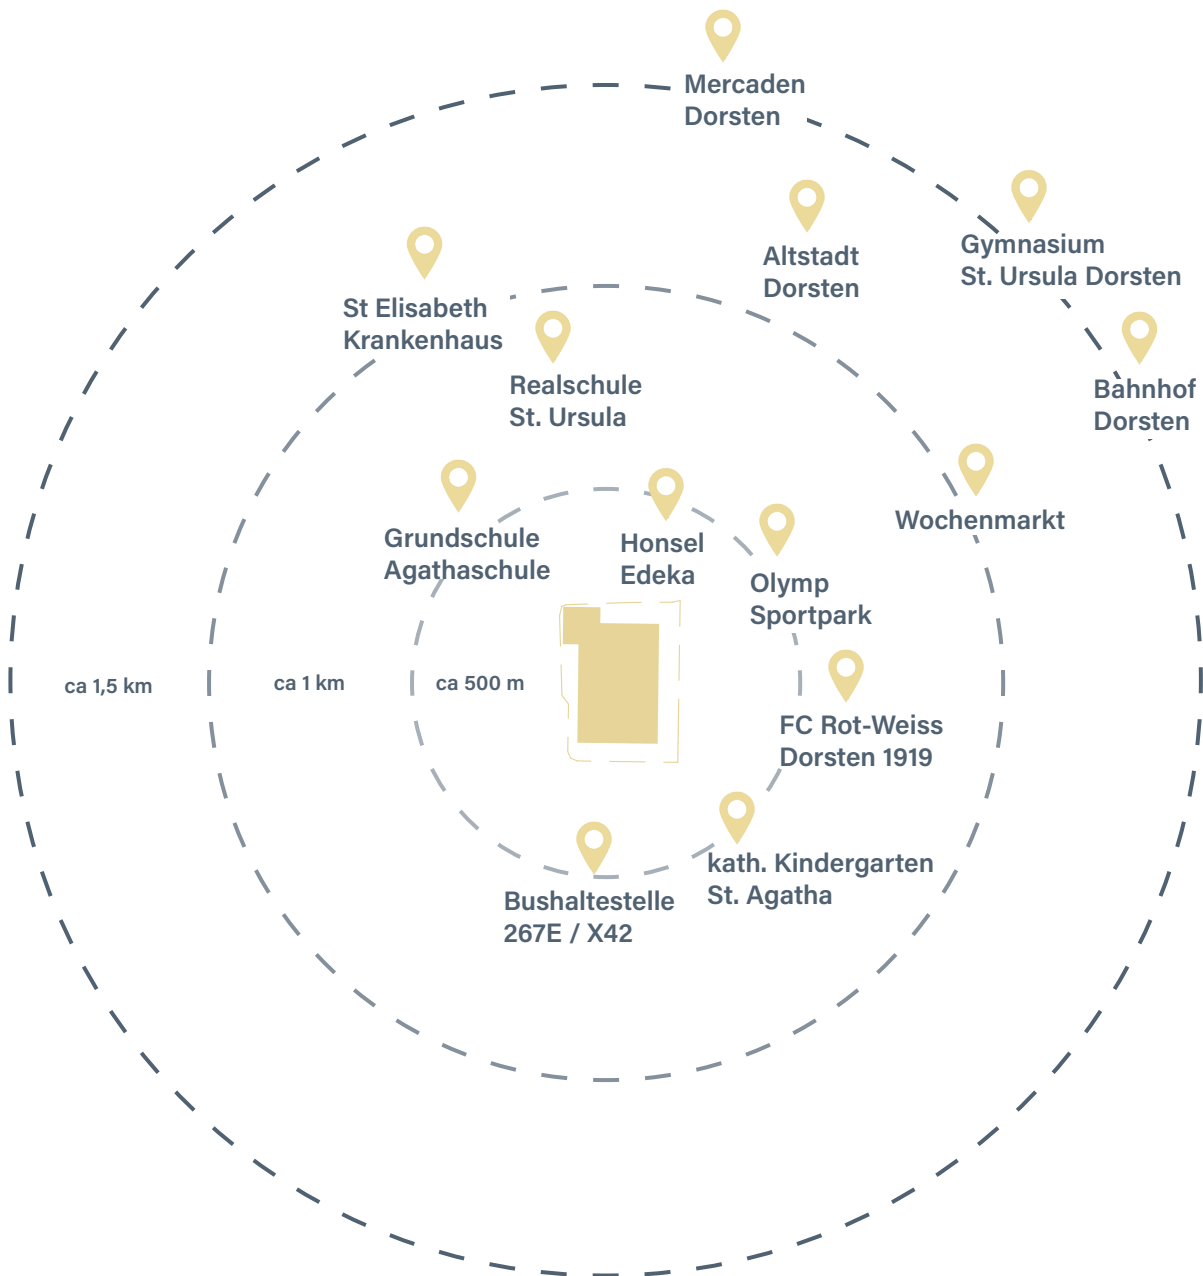 Mercaden
Dorsten
Altstadt
Dorsten
Gymnasium
St. Ursula Dorsten
St Elisabeth
Krankenhaus
Realschule
St. Ursula
Bahnhof
Dorsten
Wochenmarkt
Grundschule
Agathaschule
Honsel
Edeka
Olymp
Sportpark
ca 1,5 km
ca 1 km
ca 500 m
FC Rot-Weiss
Dorsten 1919
kath. Kindergarten
St. Agatha
Bushaltestelle
267E / X42